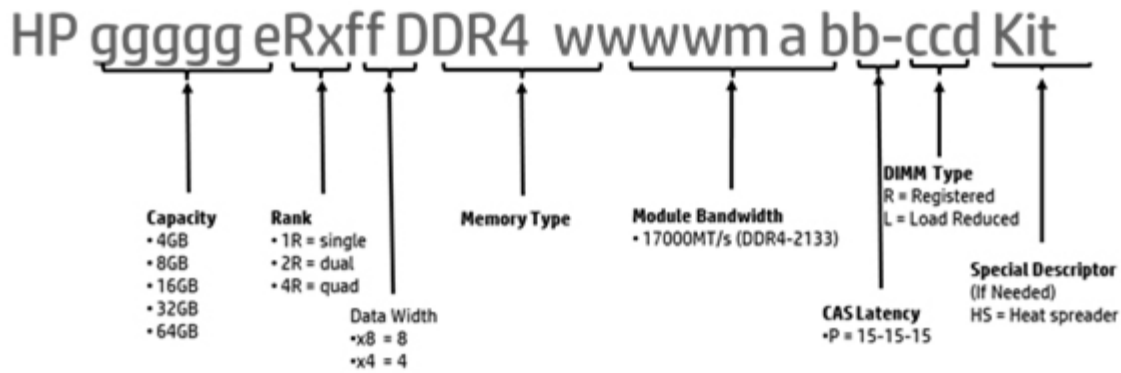 HP ggggg eRxff DDR4 wwwwm a bb-ccd Kit
Capacity
• 4GB
• 8GB
• 16GB
• 32GB
• 64GB
Rank
• 1R = single
• 2R = dual
• 4R = quad
Data Width
•x8 = 8
•x4 = 4
Memory Type
Module Bandwidth
• 17000MT/s (DDR4-2133)
CAS Latency
•P = 15-15-15
DIMM Type
R = Registered
L = Load Reduced
Special Descriptor
(If Needed)
HS = Heat spreader